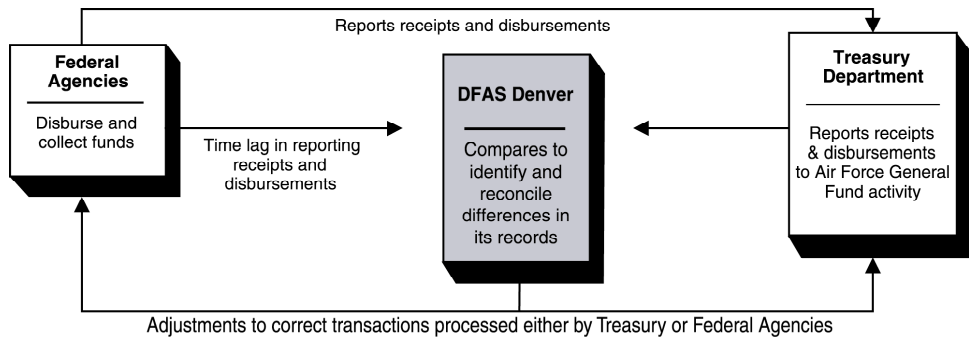 Reports receipts and disbursements
Federal
Agencies
Disburse and
collect funds
Time lag in reporting
receipts and
disbursements
DFAS Denver
Compares to
identify and
reconcile
differences in
its records
Treasury
Department
Reports receipts
& disbursements
to Air Force General
Fund activity
Adjustments to correct transactions processed either by Treasury or Federal Agencies